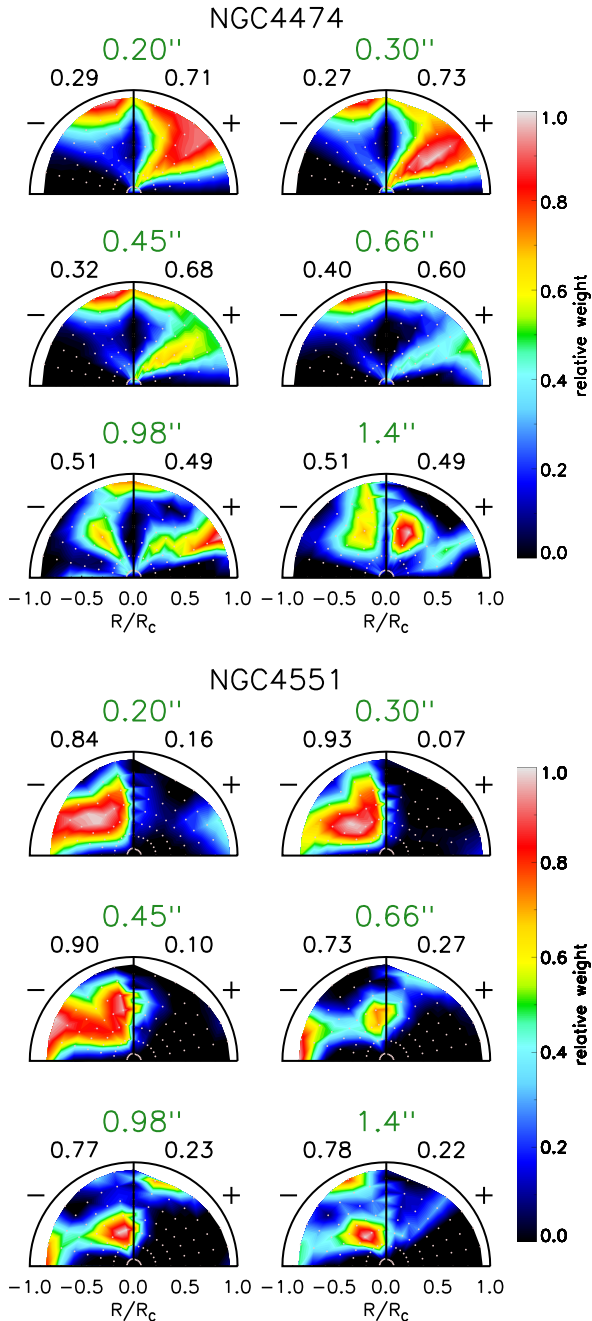 NGC4474
0.20" 0.30"
0.29 0.71 0.27 0.73
− + − +
1.0
0.8
0.45" 0.66"
0.32 0.68 0.40 0.60
− + − +
0.6
relative weight
0.4
0.98" 1.4"
0.51 0.49 0.51 0.49
− + − +
0.2
0.0
−1.0 −0.5 0.0 0.5 1.0 −1.0 −0.5 0.0 0.5 1.0
R/Rc R/Rc
NGC4551
0.20" 0.30"
0.84 0.16 0.93 0.07
− + − +
1.0
0.8
0.45" 0.66"
0.90 0.10 0.73 0.27
− + − +
0.6
relative weight
0.4
0.98" 1.4"
0.77 0.23 0.78 0.22
− + − +
0.2
0.0
−1.0 −0.5 0.0 0.5 1.0 −1.0 −0.5 0.0 0.5 1.0
R/Rc R/Rc